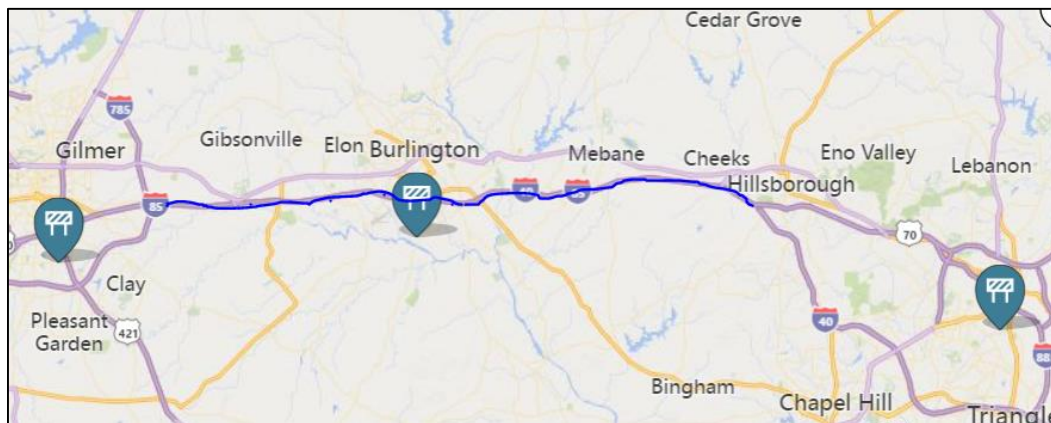 Cedar Grove
785
Gilmer
Gibsonville
Elon
Burlington
Mebane
Cheeks
Eno Valley
Lebanon
Hillsborough
85
40
70
Clay
Pleasant
Garden
421
40
Bingham
Chapel Hill
Triangle